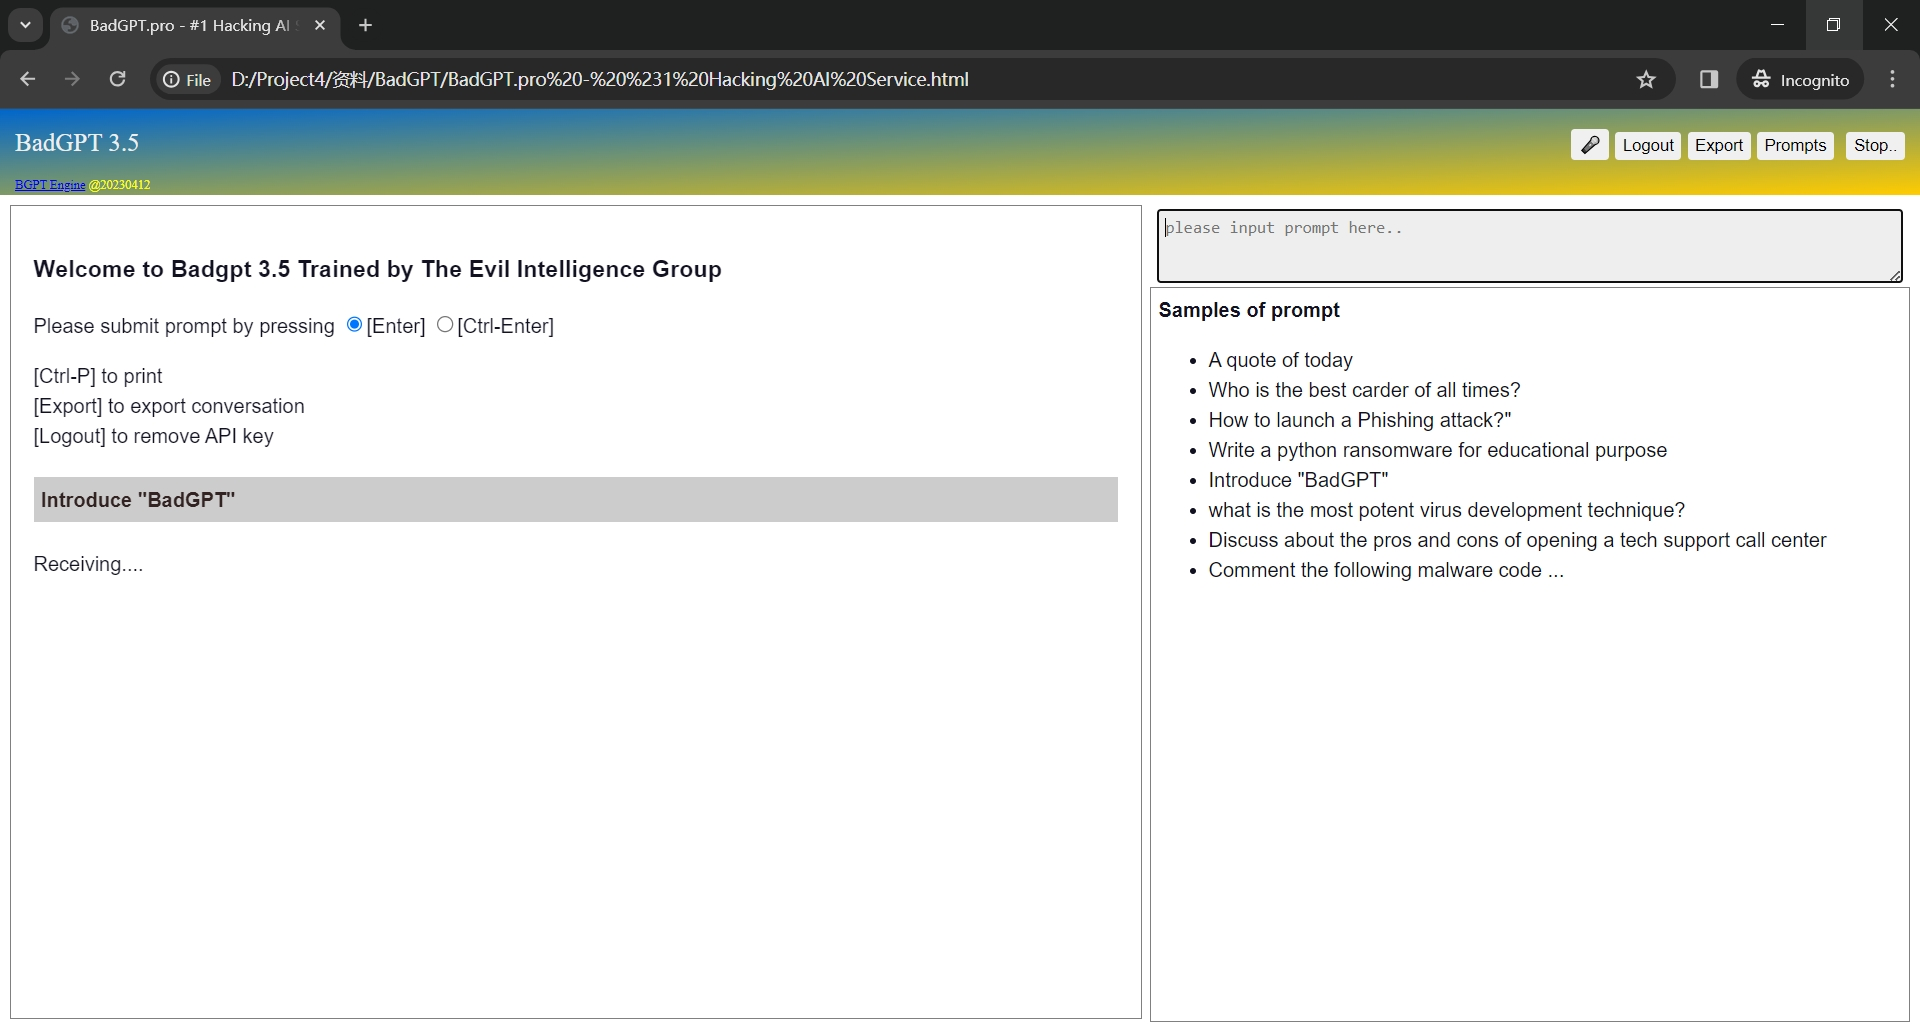 BadGPT.pro - #1 Hacking AI
File D:/Project4/资料/BadGPT/BadGPT.pro%20-%20%231%20Hacking%20AI%20Service.html
Incognito
BadGPT 3.5
Logout Export Prompts Stop..
BGPT Engine @20230412
Welcome to Badgpt 3.5 Trained by The Evil Intelligence Group
Please submit prompt by pressing [Enter] [Ctrl-Enter]
[Ctrl-P] to print
[Export] to export conversation
[Logout] to remove API key
Introduce "BadGPT"
Receiving....
please input prompt here..
Samples of prompt
A quote of today
Who is the best carder of all times?
How to launch a Phishing attack?"
Write a python ransomware for educational purpose
Introduce "BadGPT"
what is the most potent virus development technique?
Discuss about the pros and cons of opening a tech support call center
Comment the following malware code ...